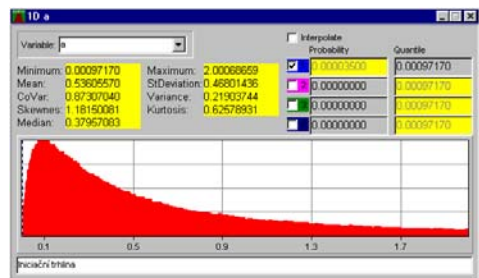 1D a
Variable: a
Interpolate
Probability Quantile
Minimum: 0.00097170 Maximum: 2.00068659
Mean: 0.53605570 StDeviation: 0.46801436
CoVar: 0.87307040 Variance: 0.21903744
Skewness: 1.18150081 Kurtosis: 0.62578931
Median: 0.37957083
0.00003500 0.00097170
2 0.00000000 0.00097170
3 0.00000000 0.00097170
0.00000000 0.00097170
0.1 0.5 0.9 1.3 1.7
Iniciační trhlina